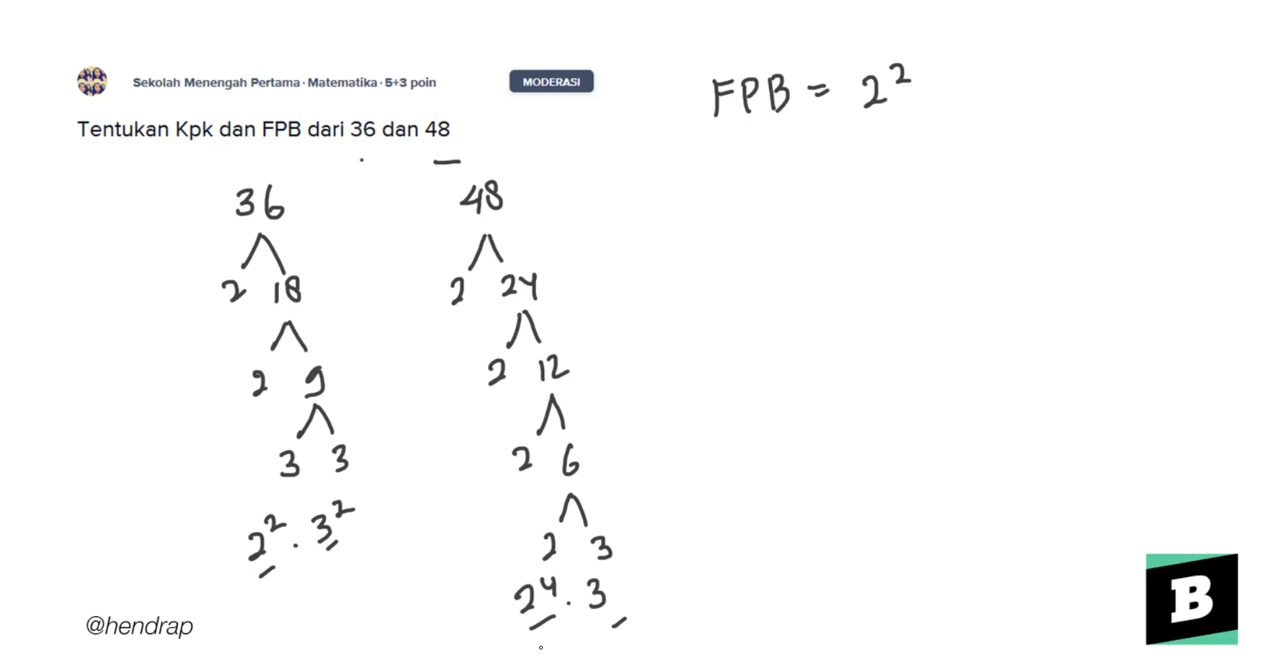 Sekolah Menengah Pertama · Matematika · 5+3 poin
MODERASI
Tentukan Kpk dan FPB dari 36 dan 48
FPB = 2²
36
2 18
2 9
3 3
2² . 3²
48
2 24
2 12
2 6
2 3
2⁴ . 3
@hendrap
B